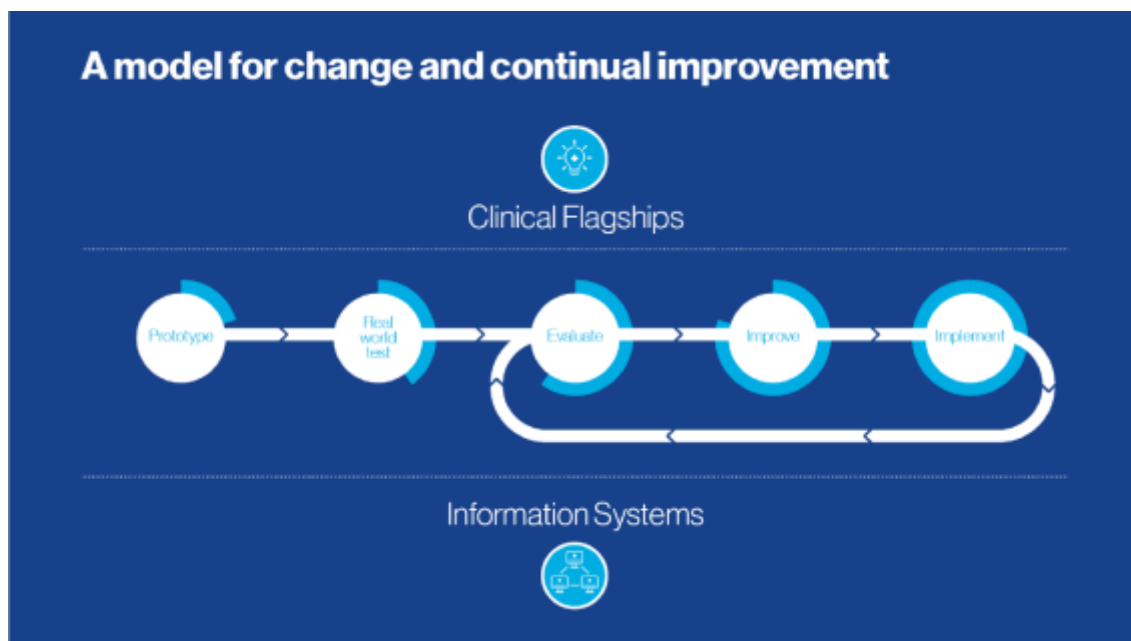 A model for change and continual improvement
Clinical Flagships
Prototype
Real
world
test
Evaluate
Improve
Implement
Information Systems